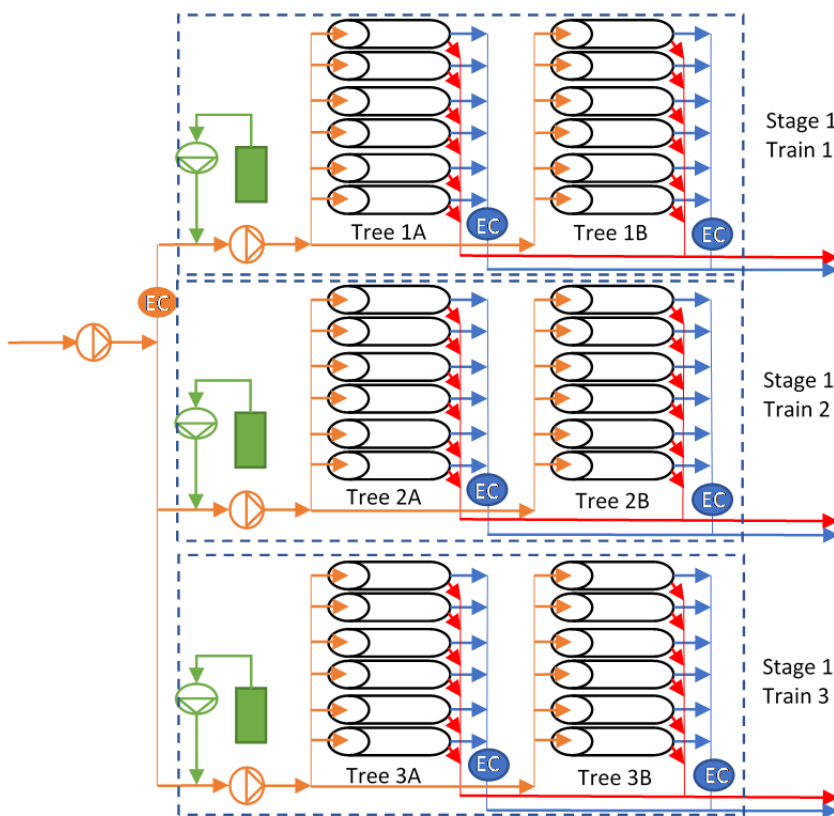 Stage 1
Train 1
Tree 1A
EC
Tree 1B
EC
EC
Stage 1
Train 2
Tree 2A
EC
Tree 2B
EC
Stage 1
Train 3
Tree 3A
EC
Tree 3B
EC